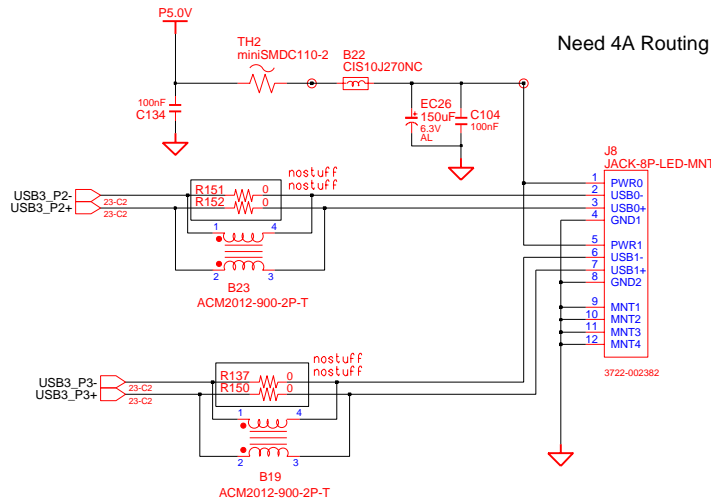 P5.0V
TH2
miniSMDC110-2
B22
CIS10J270NC
Need 4A Routing
100nF
C134
EC26
150uF
6.3V
AL
C104
100nF
J8
JACK-8P-LED-MNT
nostuff
nostuff
USB3_P2-
USB3_P2+
23-C2
23-C2
R151 0
R152 0
1 4
2 3
B23
ACM2012-900-2P-T
1 PWR0
2 USB0-
3 USB0+
4 GND1
5 PWR1
6 USB1-
7 USB1+
8 GND2
9 MNT1
10 MNT2
11 MNT3
12 MNT4
3722-002382
nostuff
nostuff
USB3_P3-
USB3_P3+
23-C2
23-C2
R137 0
R150 0
1 4
2 3
B19
ACM2012-900-2P-T